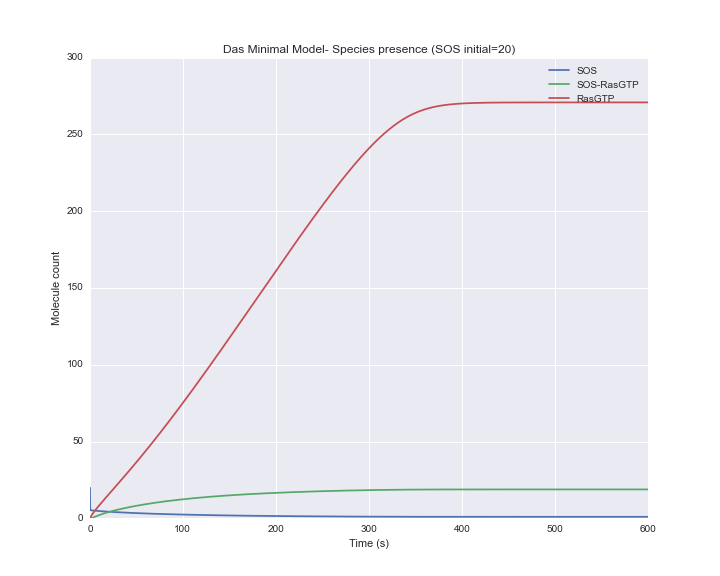 Das Minimal Model- Species presence (SOS initial=20)
300
SOS
SOS-RasGTP
RasGTP
250
200
Molecule count
150
100
50
0
0 100 200 300 400 500 600
Time (s)